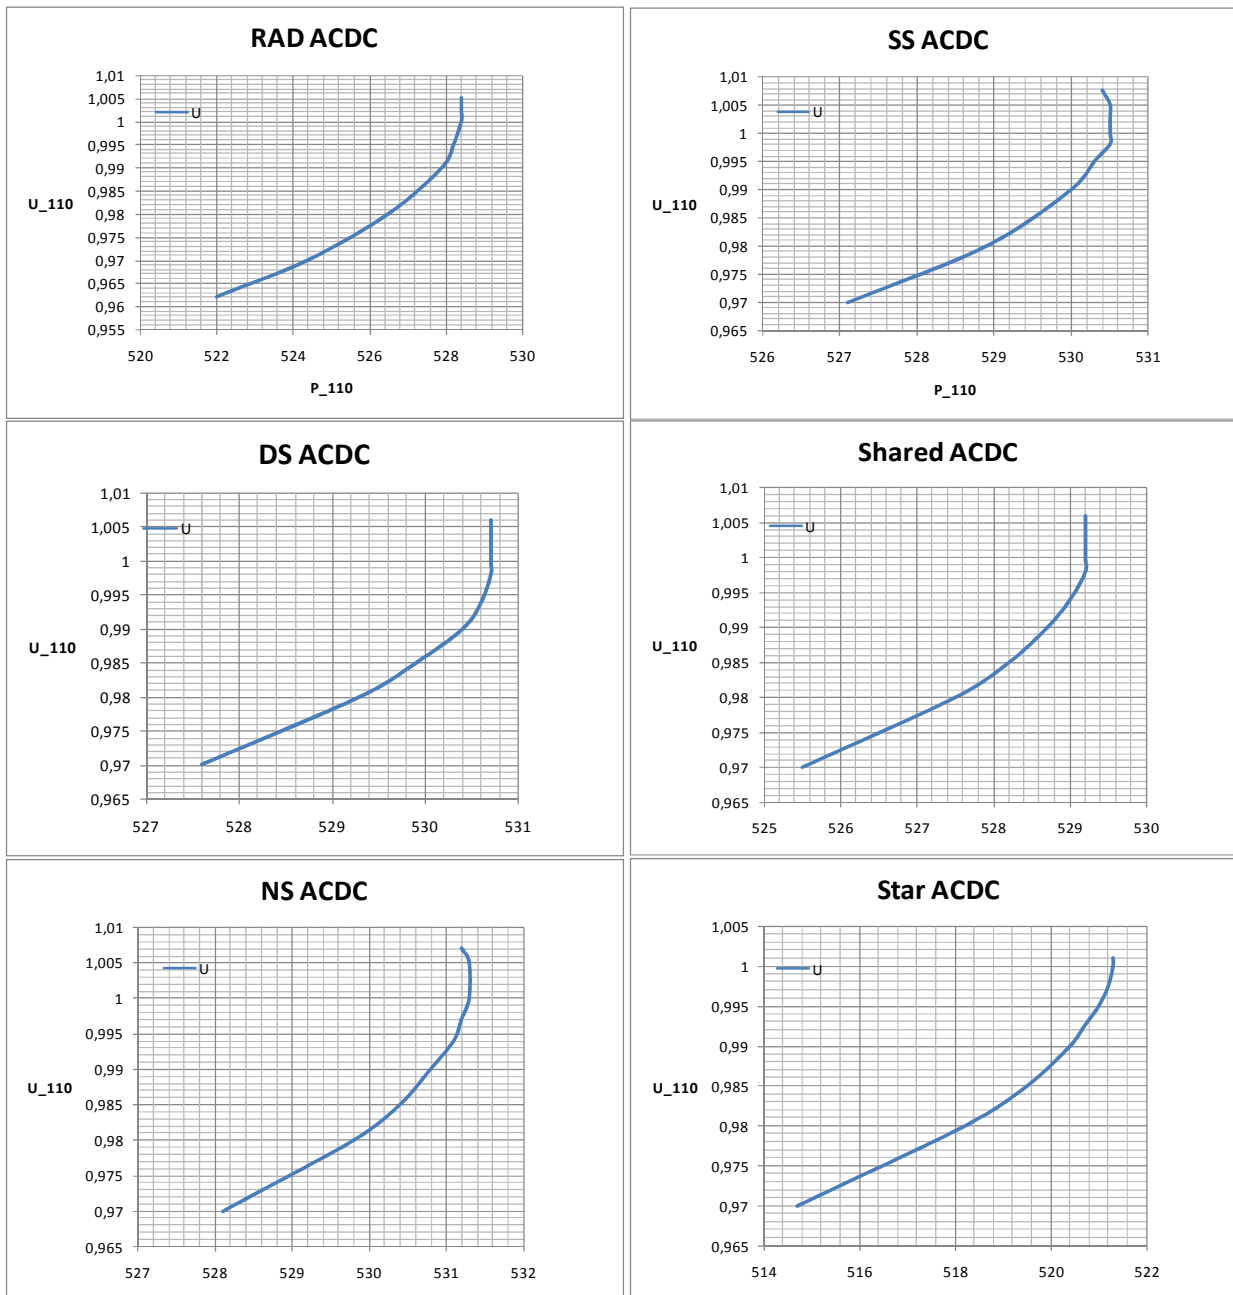 RAD ACDC
1,01
1,005
1
0,995
0,99
0,985
0,98
0,975
0,97
0,965
0,96
0,955
U
U_110
520 522 524 526 528 530
P_110
SS ACDC
1,01
1,005
1
0,995
0,99
0,985
0,98
0,975
0,97
0,965
U
U_110
526 527 528 529 530 531
P_110
DS ACDC
1,01
1,005
1
0,995
0,99
0,985
0,98
0,975
0,97
0,965
U
U_110
527 528 529 530 531
Shared ACDC
1,01
1,005
1
0,995
0,99
0,985
0,98
0,975
0,97
0,965
U
U_110
525 526 527 528 529 530
NS ACDC
1,01
1,005
1
0,995
0,99
0,985
0,98
0,975
0,97
0,965
U
U_110
527 528 529 530 531 532
Star ACDC
1,005
1
0,995
0,99
0,985
0,98
0,975
0,97
0,965
U
U_110
514 516 518 520 522